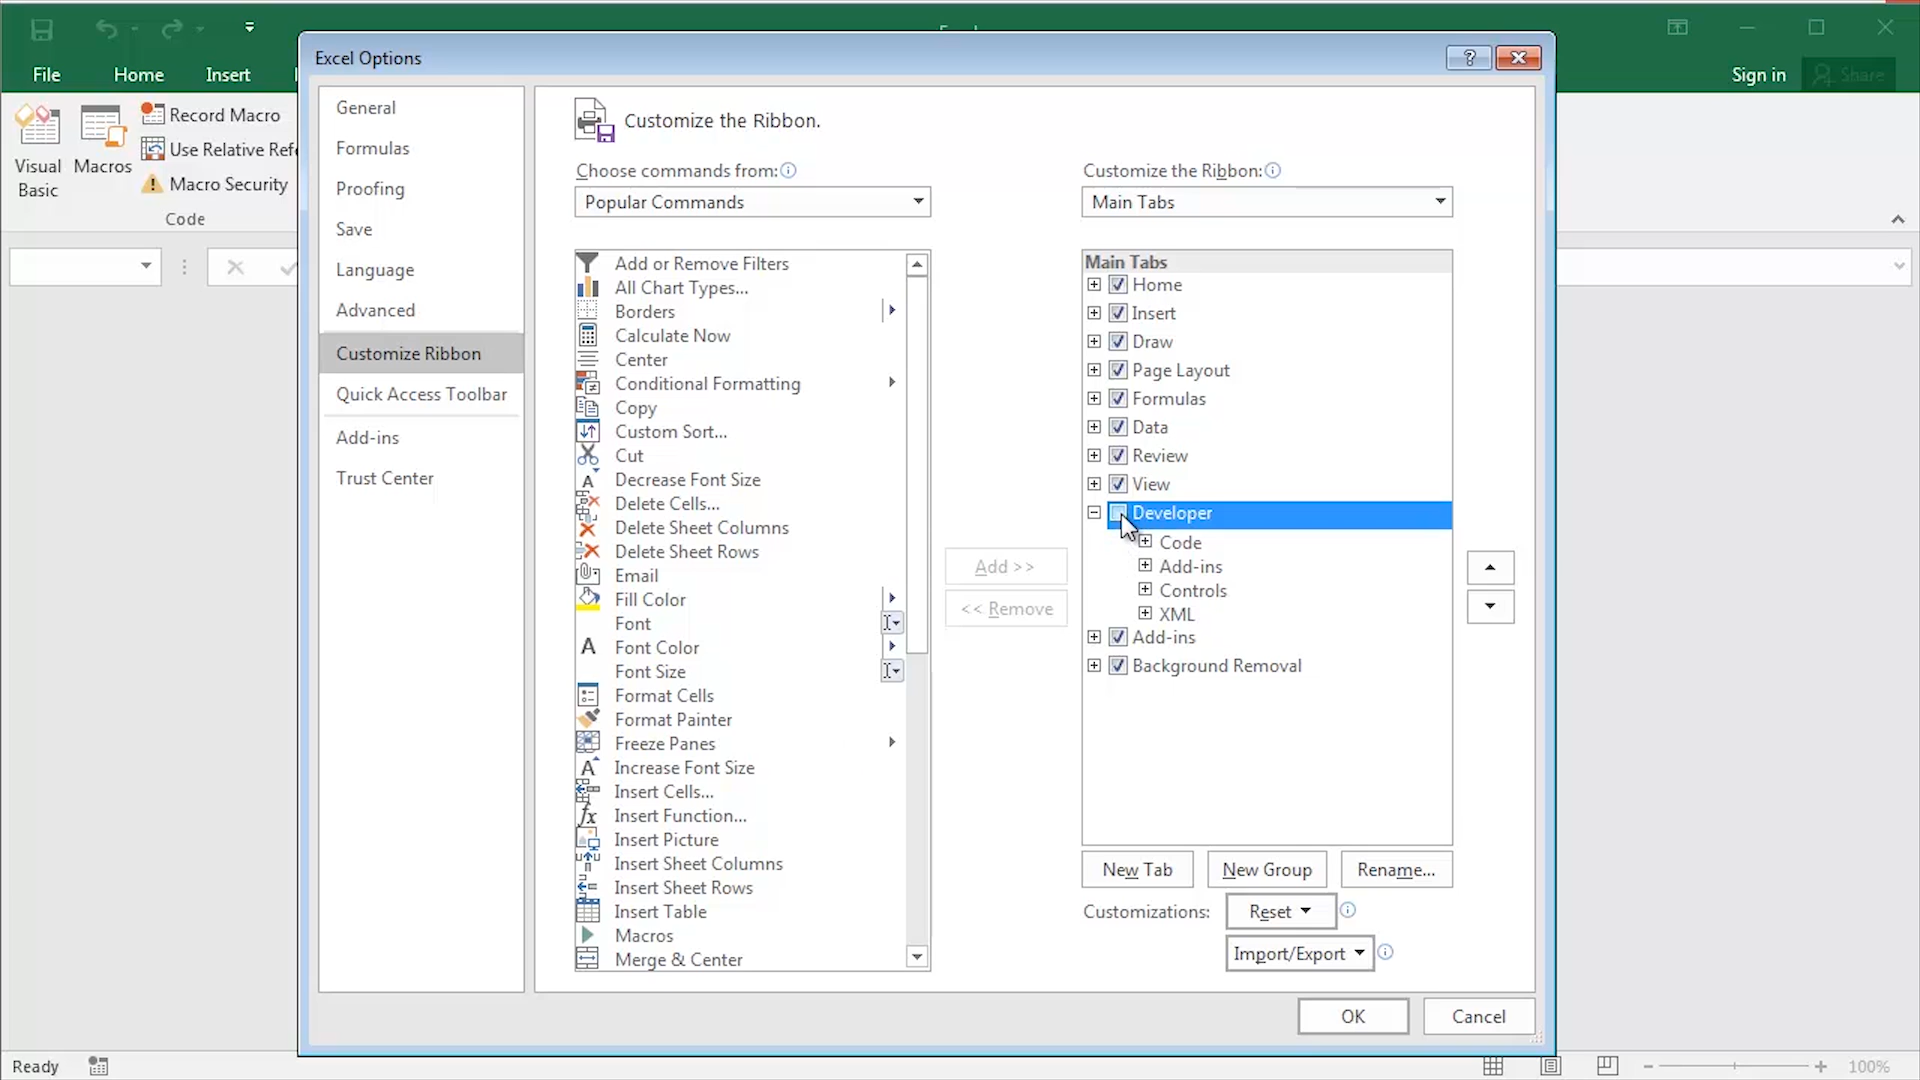 File
Home
Insert
Sign in
Share
Visual
Basic
Macros
Record Macro
Use Relative Refe
Macro Security
Code
Excel Options
?
General
Formulas
Proofing
Save
Language
Advanced
Customize Ribbon
Quick Access Toolbar
Add-ins
Trust Center
Customize the Ribbon.
Choose commands from:
Popular Commands
Add or Remove Filters
All Chart Types...
Borders
Calculate Now
Center
Conditional Formatting
Copy
Custom Sort...
Cut
Decrease Font Size
Delete Cells...
Delete Sheet Columns
Delete Sheet Rows
Email
Fill Color
Font
Font Color
Font Size
Format Cells
Format Painter
Freeze Panes
Increase Font Size
Insert Cells...
Insert Function...
Insert Picture
Insert Sheet Columns
Insert Sheet Rows
Insert Table
Macros
Merge & Center
Add >>
<< Remove
Customize the Ribbon:
Main Tabs
Main Tabs
Home
Insert
Draw
Page Layout
Formulas
Data
Review
View
Developer
Code
Add-ins
Controls
XML
Add-ins
Background Removal
New Tab
New Group
Rename...
Customizations:
Reset
Import/Export
OK
Cancel
Ready
100%